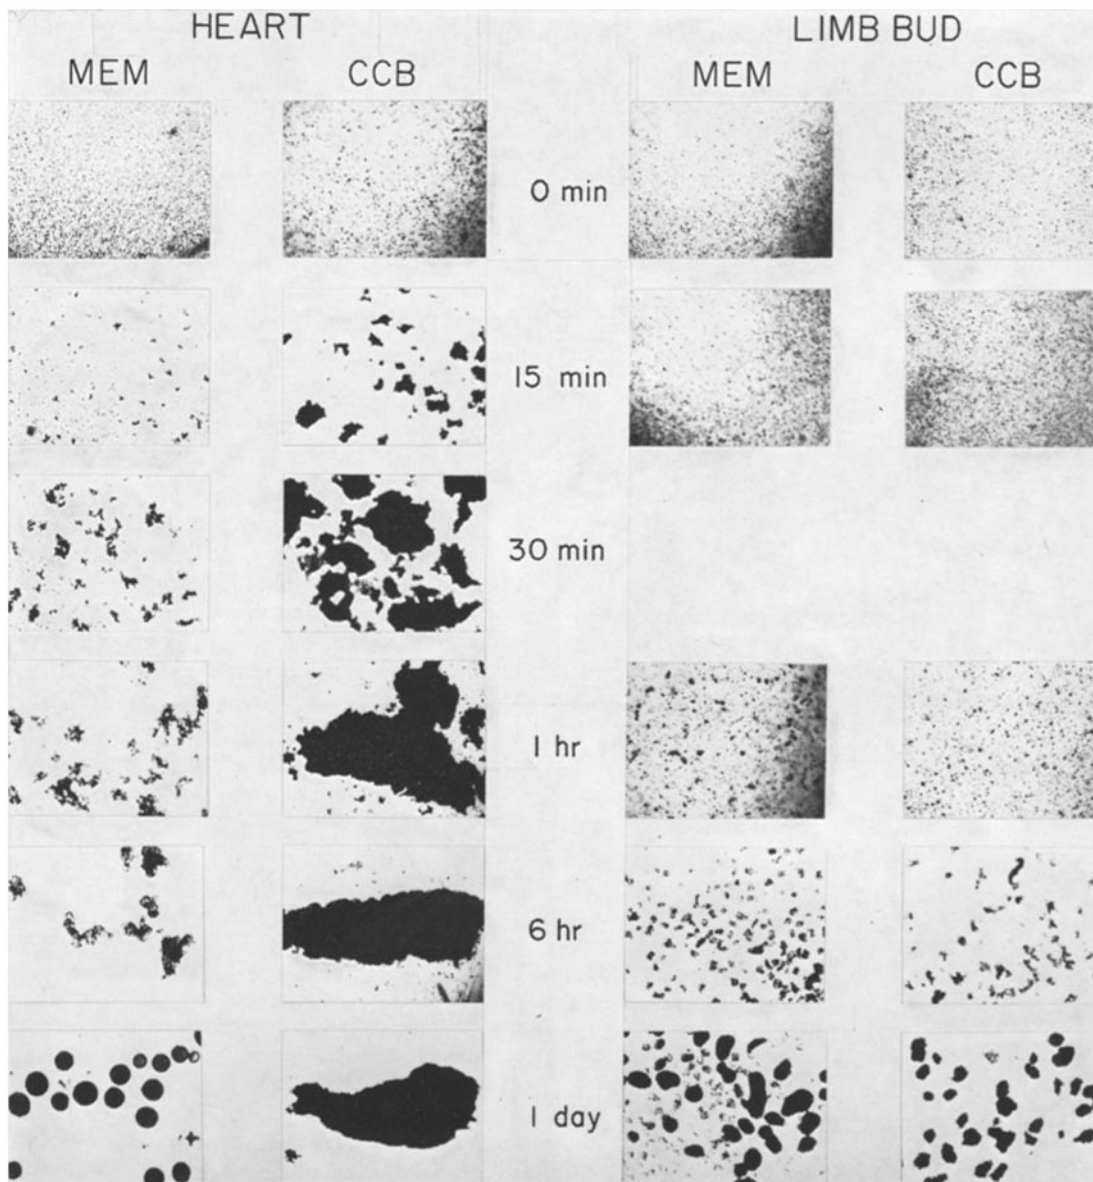 HEART LIMB BUD
MEM CCB MEM CCB
0 min
15 min
30 min
1 hr
6 hr
1 day